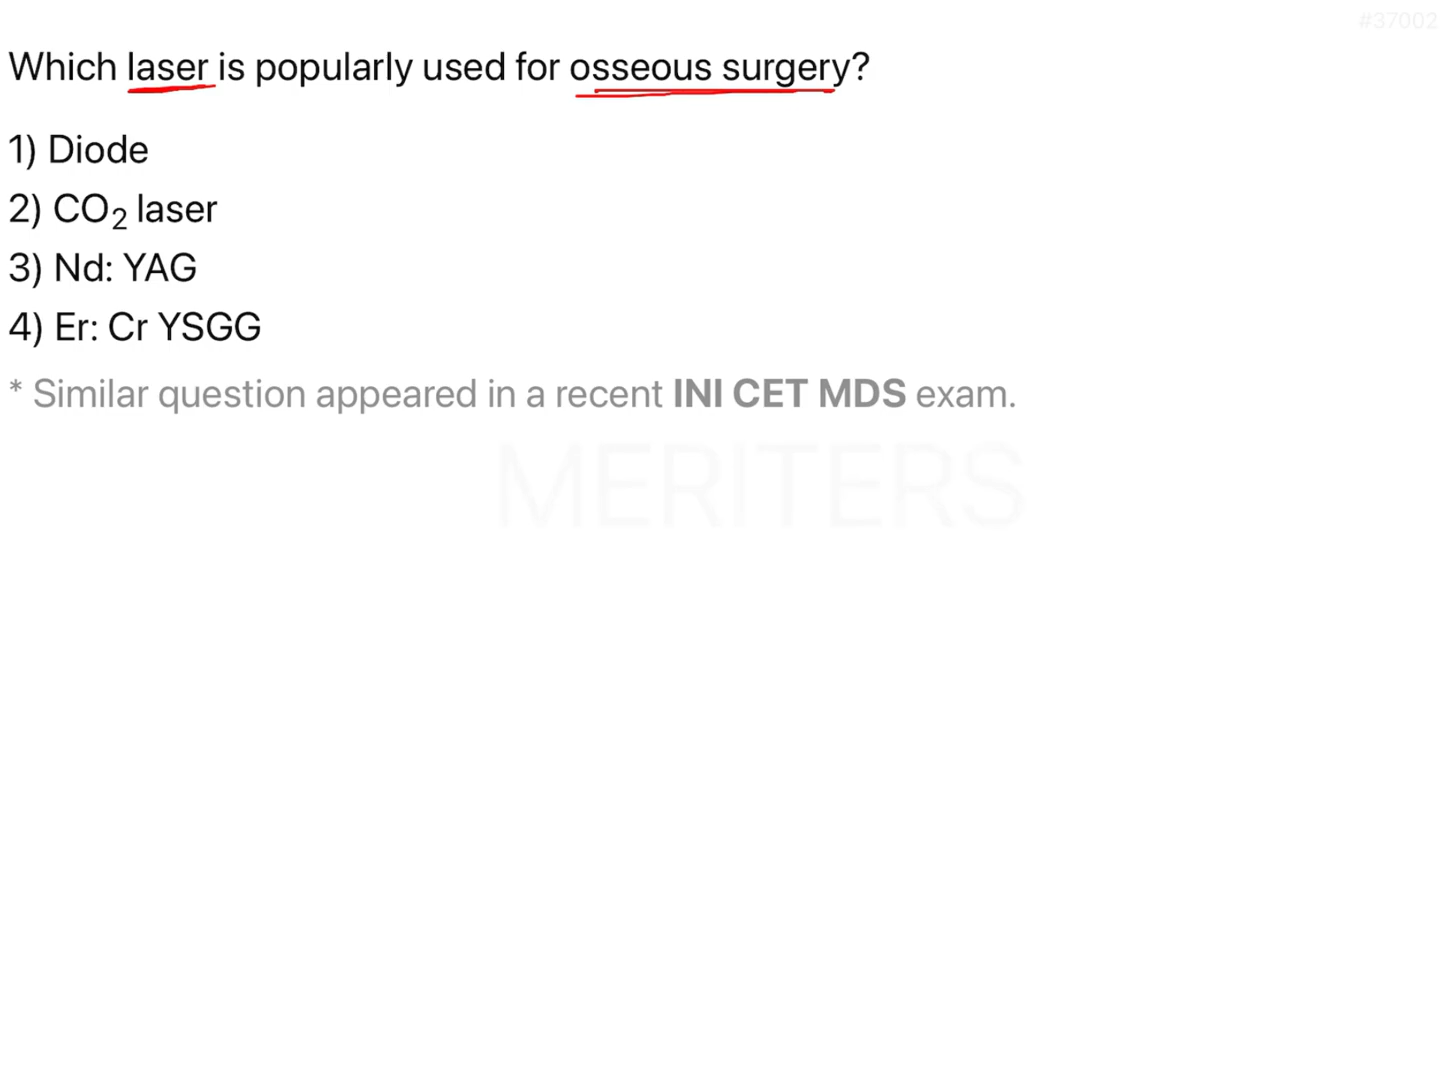 #37002
Which laser is popularly used for osseous surgery?
1) Diode
2) CO₂ laser
3) Nd: YAG
4) Er: Cr YSGG
* Similar question appeared in a recent INI CET MDS exam.
MERITERS